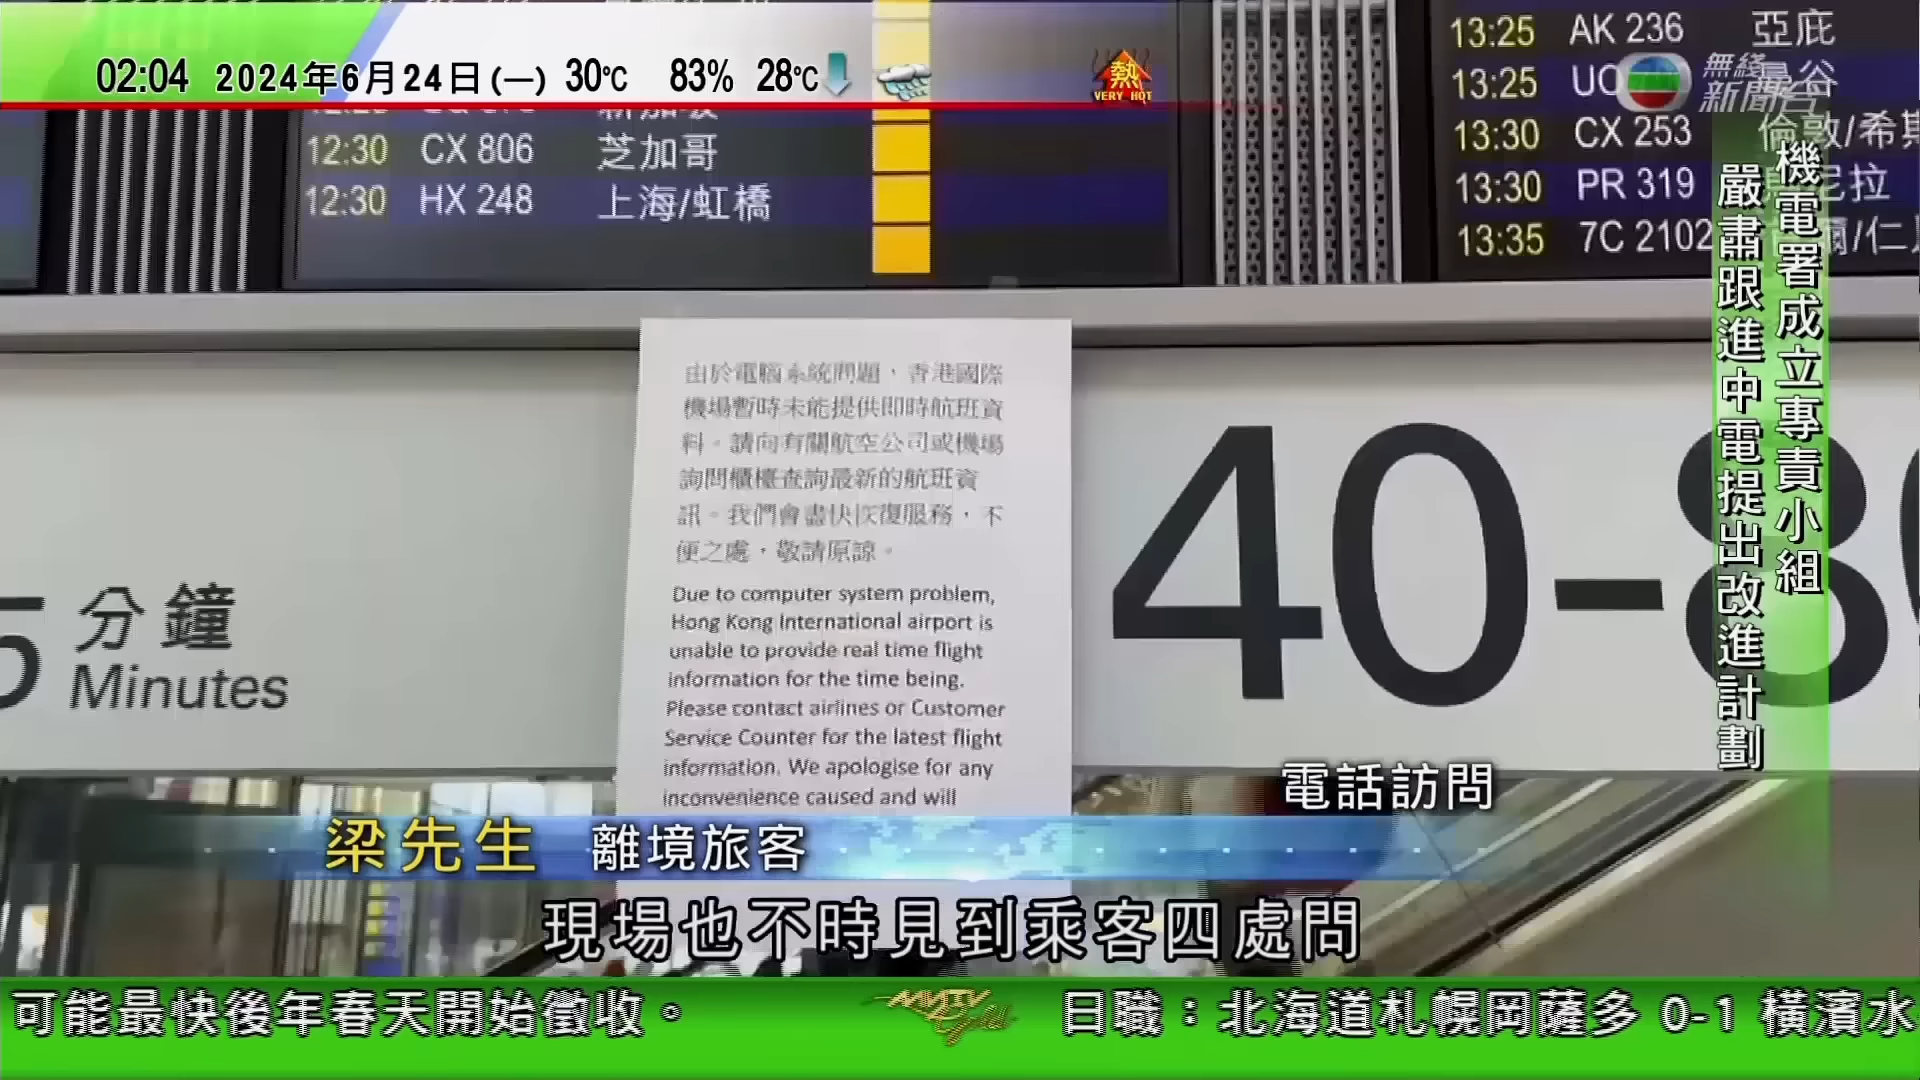 02:04 2024年6月24日(一) 30℃ 83% 28℃
熱
VERY HOT
無綫
新聞台
12:30 CX 806 芝加哥
12:30 HX 248 上海/虹橋
13:25 AK 236 亞庇
13:25 UO
13:30 CX 253 倫敦/希斯
13:30 PR 319 尼拉
13:35 7C 2102 爾/仁
機電署成立專責小組
嚴肅跟進中電提出改進計劃
由於電腦系統問題，香港國際
機場暫時未能提供即時航班資
料。請向有關航空公司或機場
詢問櫃檯查詢最新的航班資
訊。我們會盡快恢復服務，不
便之處，敬請原諒。
Due to computer system problem,
Hong Kong International airport is
unable to provide real time flight
information for the time being.
Please contact airlines or Customer
Service Counter for the latest flight
information. We apologise for any
inconvenience caused and will
5 分鐘
Minutes
40-8
電話訪問
梁先生 離境旅客
現場也不時見到乘客四處問
可能最快後年春天開始徵收。
日職：北海道札幌岡薩多 0-1 橫濱水